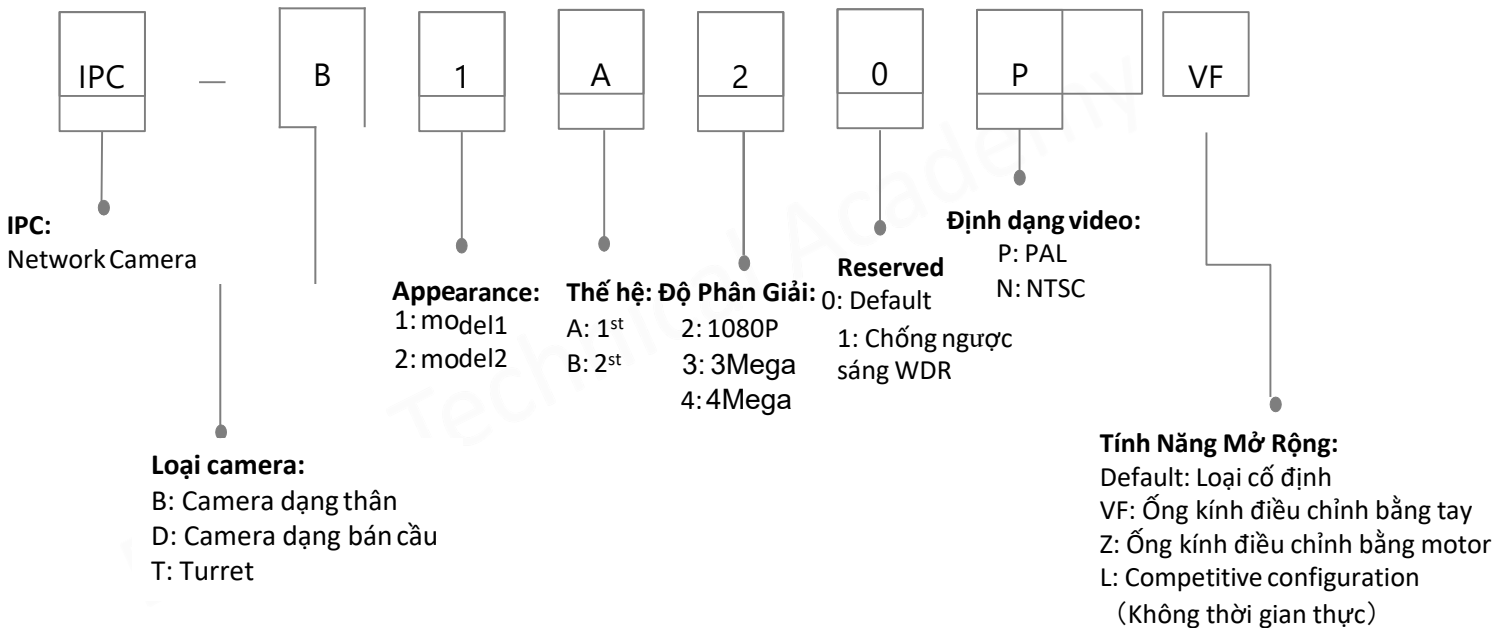 IPC — B 1 A 2 0 P VF
IPC:
Network Camera
Appearance:
1: model1
2: model2
Thế hệ:
A: 1st
B: 2st
Độ Phân Giải:
2: 1080P
3: 3Mega
4: 4Mega
Reserved
0: Default
1: Chống ngược
sáng WDR
Định dạng video:
P: PAL
N: NTSC
Loại camera:
B: Camera dạng thân
D: Camera dạng bán cầu
T: Turret
Tính Năng Mở Rộng:
Default: Loại cố định
VF: Ống kính điều chỉnh bằng tay
Z: Ống kính điều chỉnh bằng motor
L: Competitive configuration
（Không thời gian thực）
Technical Academy